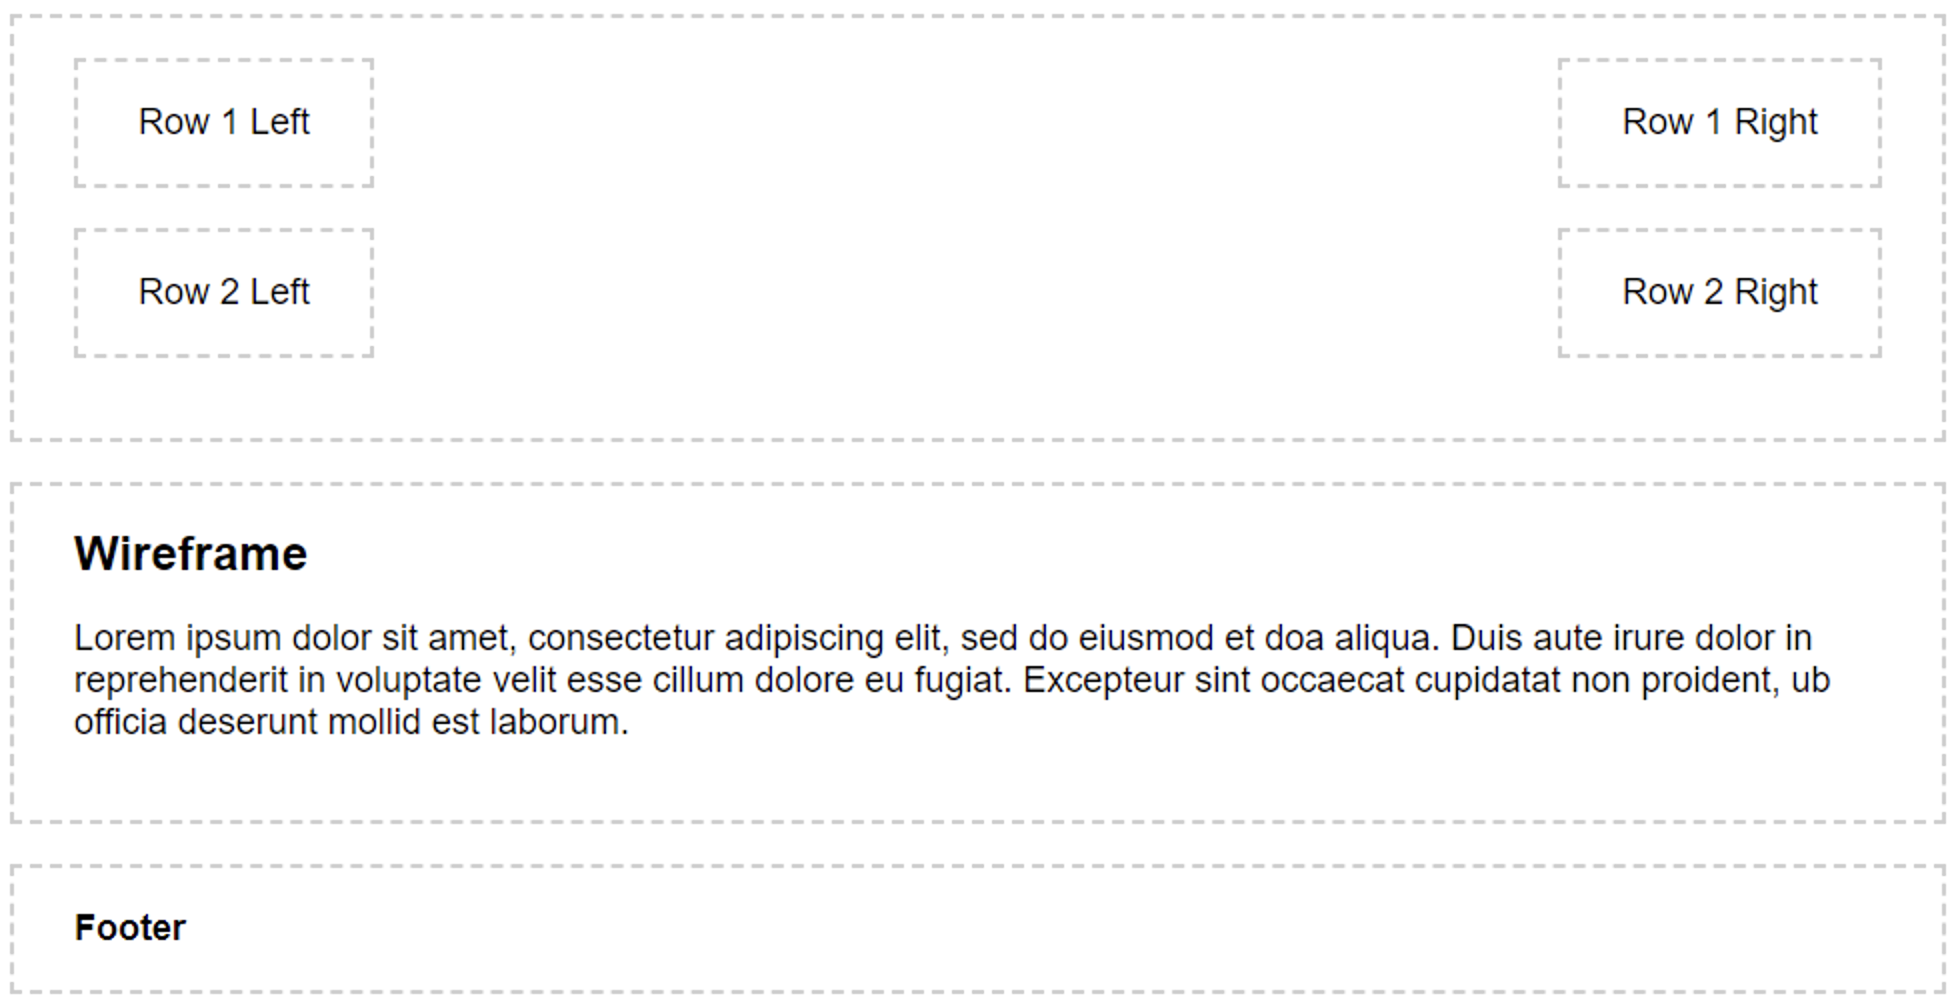 Row 1 Left
Row 1 Right
Row 2 Left
Row 2 Right
Wireframe
Lorem ipsum dolor sit amet, consectetur adipiscing elit, sed do eiusmod et doa aliqua. Duis aute irure dolor in
reprehenderit in voluptate velit esse cillum dolore eu fugiat. Excepteur sint occaecat cupidatat non proident, ub
officia deserunt mollid est laborum.
Footer